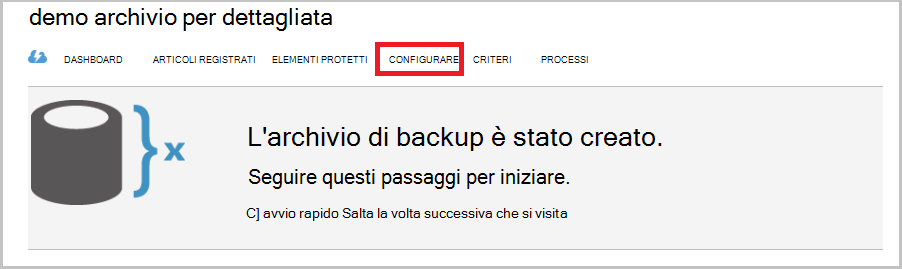 demo archivio per dettagliata
DASHBOARD ARTICOLI REGISTRATI ELEMENTI PROTETTI CONFIGURARE CRITERI PROCESSI
} x
L'archivio di backup è stato creato.
Seguire questi passaggi per iniziare.
C] avvio rapido Salta la volta successiva che si visita